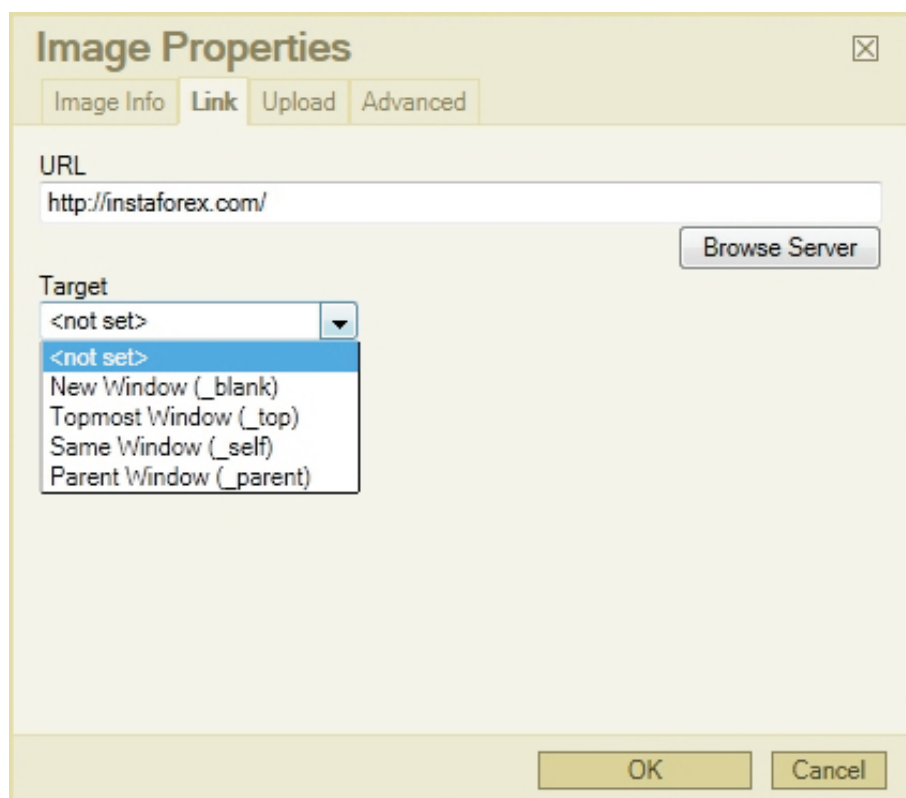 Image Properties
Image Info Link Upload Advanced
URL
http://instaforex.com/
Browse Server
Target
<not set>
<not set>
New Window (_blank)
Topmost Window (_top)
Same Window (_self)
Parent Window (_parent)
OK Cancel